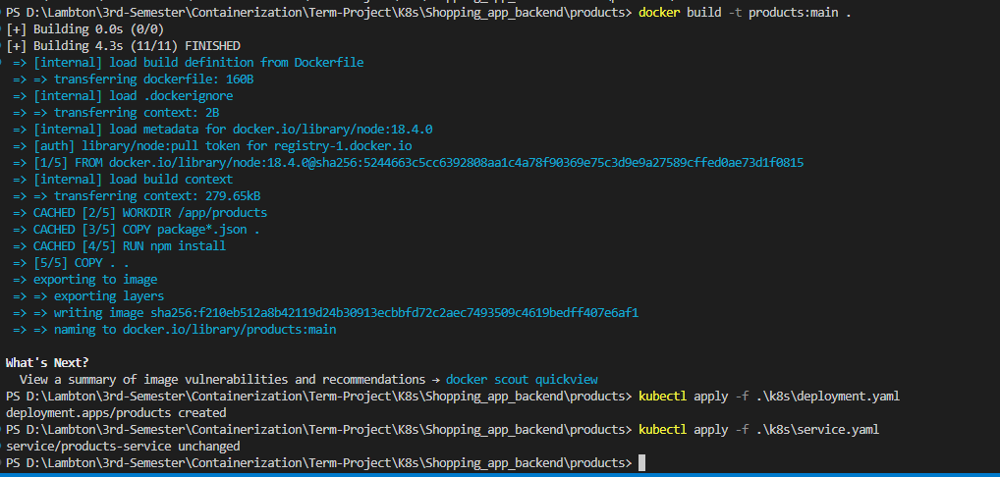 PS D:\Lambton\3rd-Semester\Containerization\Term-Project\K8s\Shopping_app_backend\products> docker build -t products:main .
[+] Building 0.0s (0/0)
[+] Building 4.3s (11/11) FINISHED
=> [internal] load build definition from Dockerfile
=> => transferring dockerfile: 160B
=> [internal] load .dockerignore
=> => transferring context: 2B
=> [internal] load metadata for docker.io/library/node:18.4.0
=> [auth] library/node:pull token for registry-1.docker.io
=> [1/5] FROM docker.io/library/node:18.4.0@sha256:5244663c5cc6392808aa1c4a78f90369e75c3d9e9a27589cffed0ae73d1f0815
=> [internal] load build context
=> => transferring context: 279.65kB
=> CACHED [2/5] WORKDIR /app/products
=> CACHED [3/5] COPY package*.json .
=> CACHED [4/5] RUN npm install
=> [5/5] COPY . .
=> exporting to image
=> => exporting layers
=> => writing image sha256:f210eb512a8b42119d24b30913ecbbfd72c2aec7493509c4619bedff407e6af1
=> => naming to docker.io/library/products:main
What's Next?
View a summary of image vulnerabilities and recommendations → docker scout quickview
PS D:\Lambton\3rd-Semester\Containerization\Term-Project\K8s\Shopping_app_backend\products> kubectl apply -f .\k8s\deployment.yaml
deployment.apps/products created
PS D:\Lambton\3rd-Semester\Containerization\Term-Project\K8s\Shopping_app_backend\products> kubectl apply -f .\k8s\service.yaml
service/products-service unchanged
PS D:\Lambton\3rd-Semester\Containerization\Term-Project\K8s\Shopping_app_backend\products>